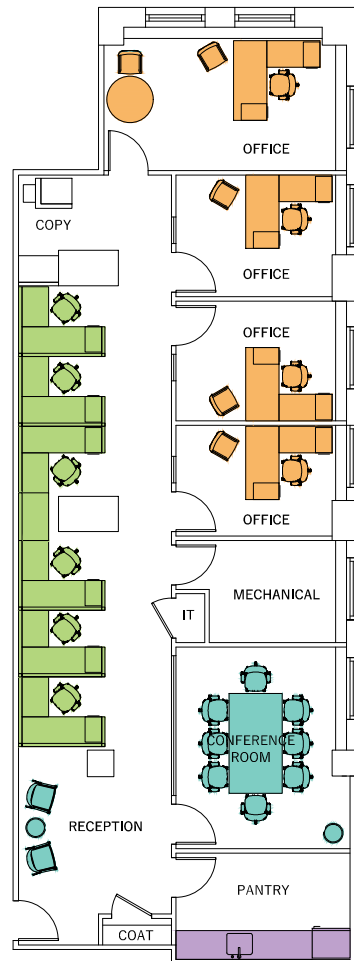 OFFICE
COPY
OFFICE
OFFICE
OFFICE
MECHANICAL
IT
CONFERENCE
ROOM
RECEPTION
PANTRY
COAT